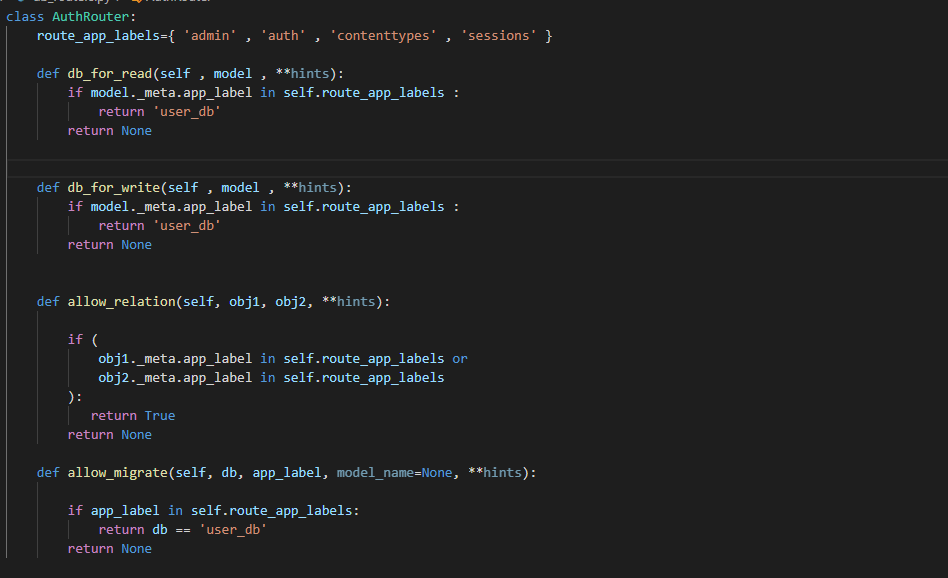 class AuthRouter:
    route_app_labels={ 'admin' , 'auth' , 'contenttypes' , 'sessions' }
    def db_for_read(self , model , **hints):
        if model._meta.app_label in self.route_app_labels :
            return 'user_db'
        return None
    def db_for_write(self , model , **hints):
        if model._meta.app_label in self.route_app_labels :
            return 'user_db'
        return None
    def allow_relation(self, obj1, obj2, **hints):
        if (
            obj1._meta.app_label in self.route_app_labels or
            obj2._meta.app_label in self.route_app_labels
        ):
           return True
        return None
    def allow_migrate(self, db, app_label, model_name=None, **hints):
        if app_label in self.route_app_labels:
            return db == 'user_db'
        return None